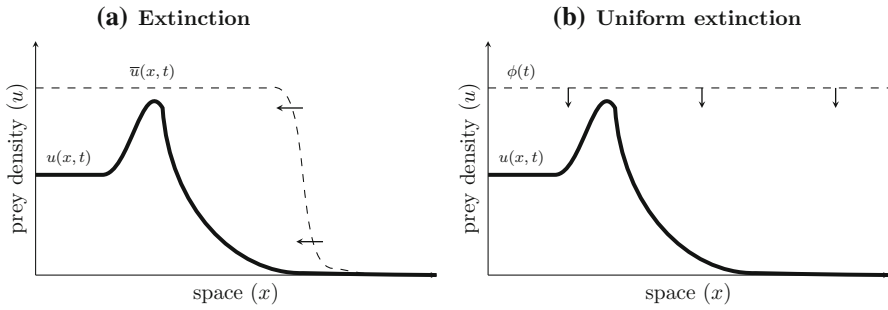 (a) Extinction
u̅(x, t)
u(x, t)
prey density (u)
space (x)
(b) Uniform extinction
ϕ(t)
u(x, t)
prey density (u)
space (x)